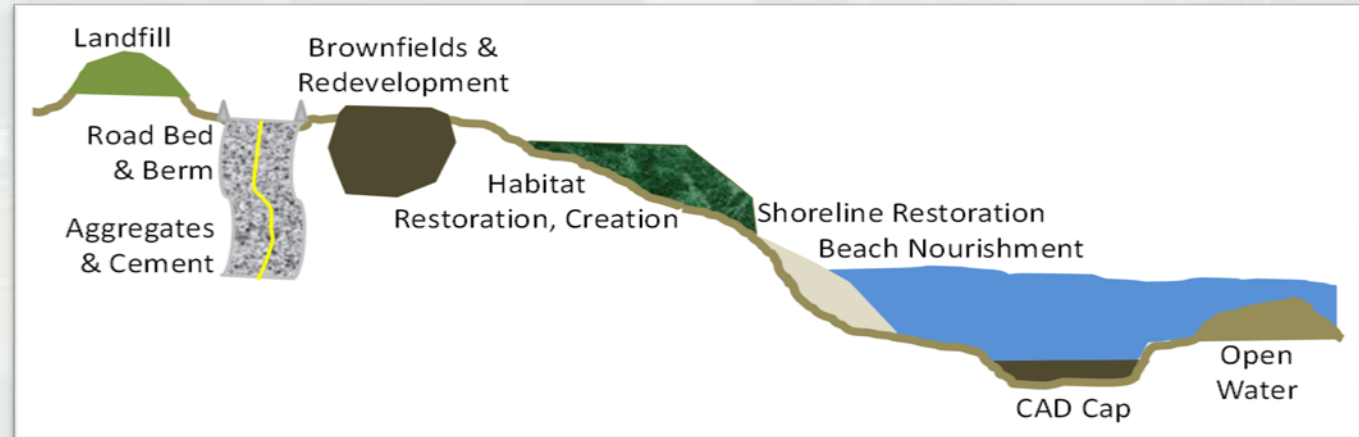 Landfill
Brownfields &
Redevelopment
Road Bed
& Berm
Aggregates
& Cement
Habitat
Restoration, Creation
Shoreline Restoration
Beach Nourishment
Open
Water
CAD Cap